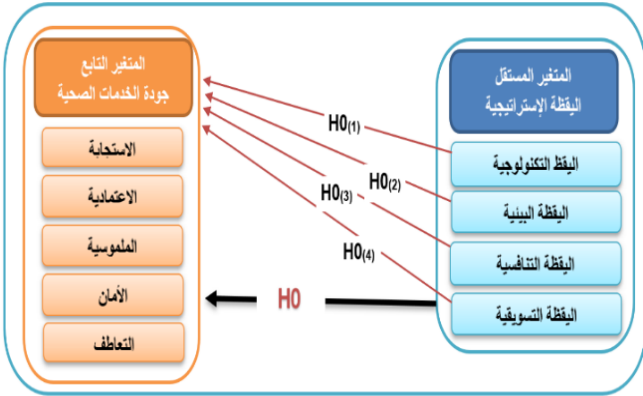 المتغير المستقل
اليقظة الإستراتيجية
اليقظ التكنولوجية
اليقظة البيئية
اليقظة التنافسية
اليقظة التسويقية
H0(1)
H0(2)
H0(3)
H0(4)
H0
المتغير التابع
جودة الخدمات الصحية
الاستجابة
الاعتمادية
الملموسية
الأمان
التعاطف